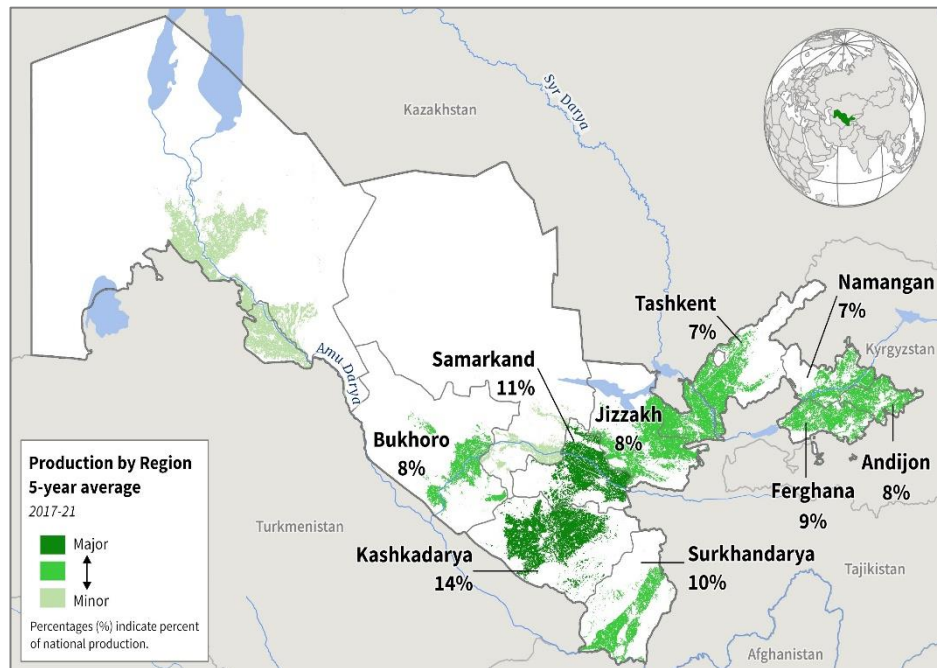 Kazakhstan
Syr Darya
Namangan
7%
Tashkent
7%
Kyrgyzstan
Samarkand
11%
Amu Darya
Jizzakh
8%
Bukhoro
8%
Andijon
8%
Ferghana
9%
Turkmenistan
Kashkadarya
14%
Surkhandarya
10%
Tajikistan
Afghanistan
Production by Region
5-year average
2017-21
Major
Minor
Percentages (%) indicate percent
of national production.